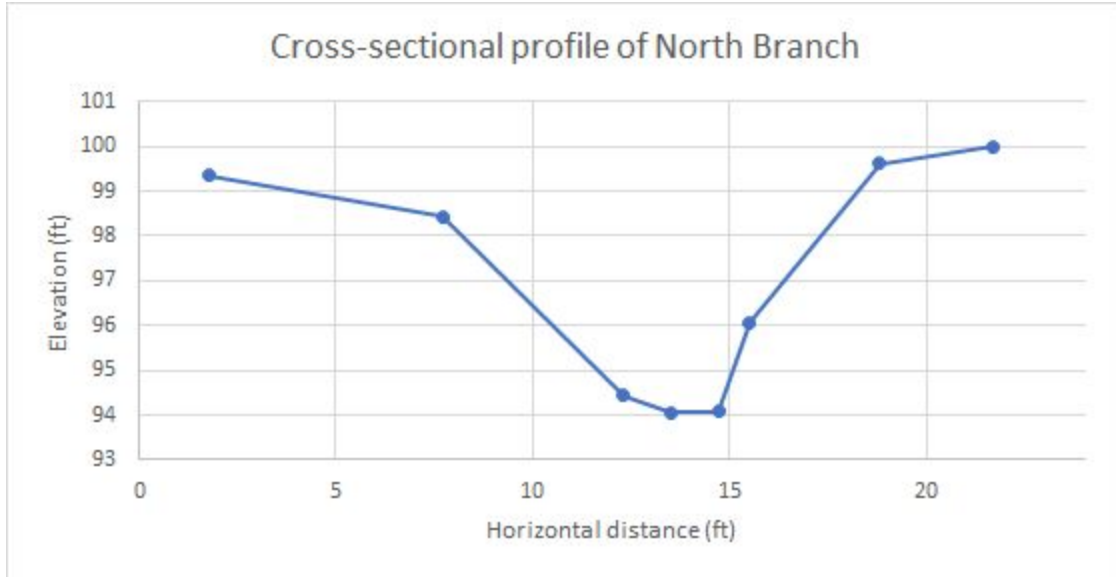 Cross-sectional profile of North Branch
101
100
99
98
97
96
95
94
93
Elevation (ft)
0 5 10 15 20
Horizontal distance (ft)